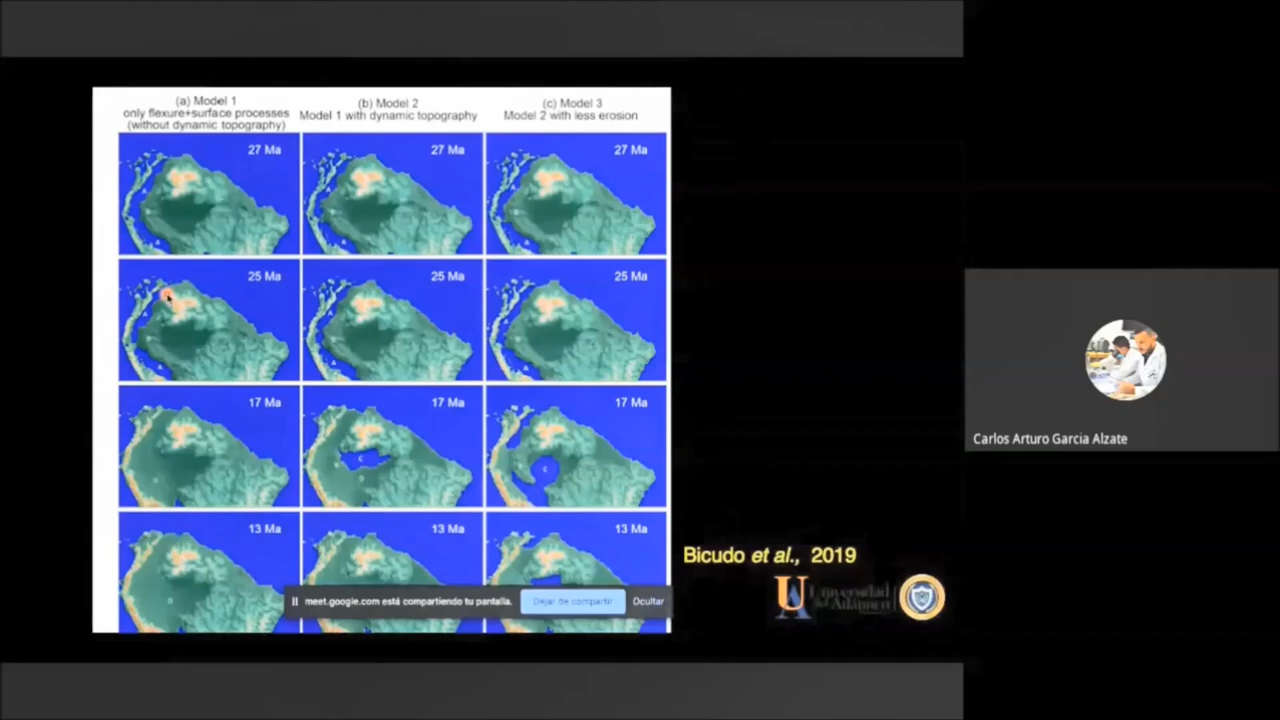 (a) Model 1
only flexure+surface processes
(without dynamic topography)
(b) Model 2
Model 1 with dynamic topography
(c) Model 3
Model 2 with less erosion
27 Ma
27 Ma
27 Ma
25 Ma
25 Ma
25 Ma
17 Ma
17 Ma
17 Ma
13 Ma
13 Ma
13 Ma
meet.google.com está compartiendo tu pantalla.
Dejar de compartir
Ocultar
Bicudo et al., 2019
Universidad
del Atlántico
Carlos Arturo Garcia Alzate